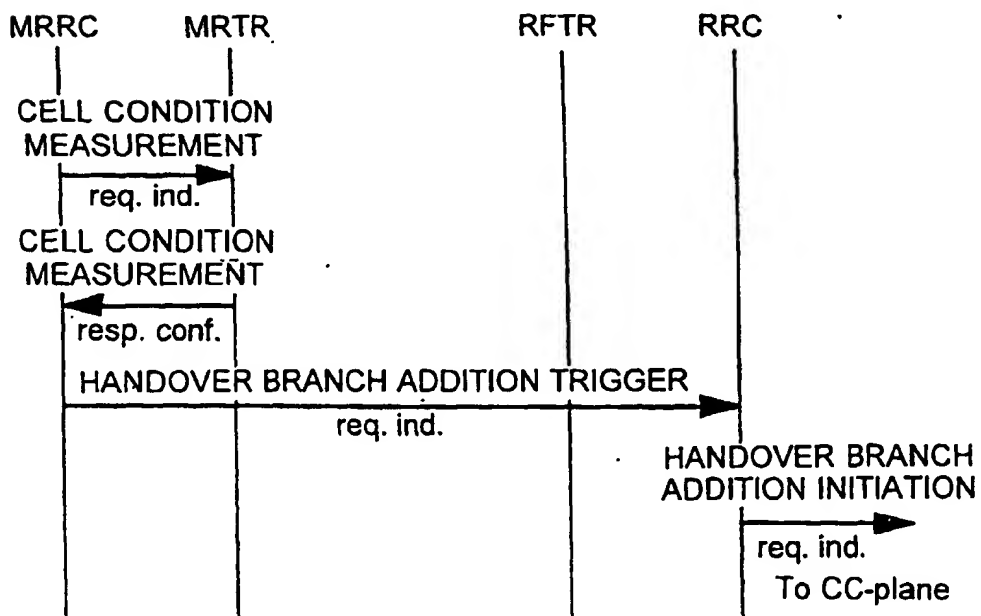 MRRC MRTR RFTR RRC
CELL CONDITION
MEASUREMENT
req. ind.
CELL CONDITION
MEASUREMENT
resp. conf.
HANDOVER BRANCH ADDITION TRIGGER
req. ind.
HANDOVER BRANCH
ADDITION INITIATION
req. ind.
To CC-plane